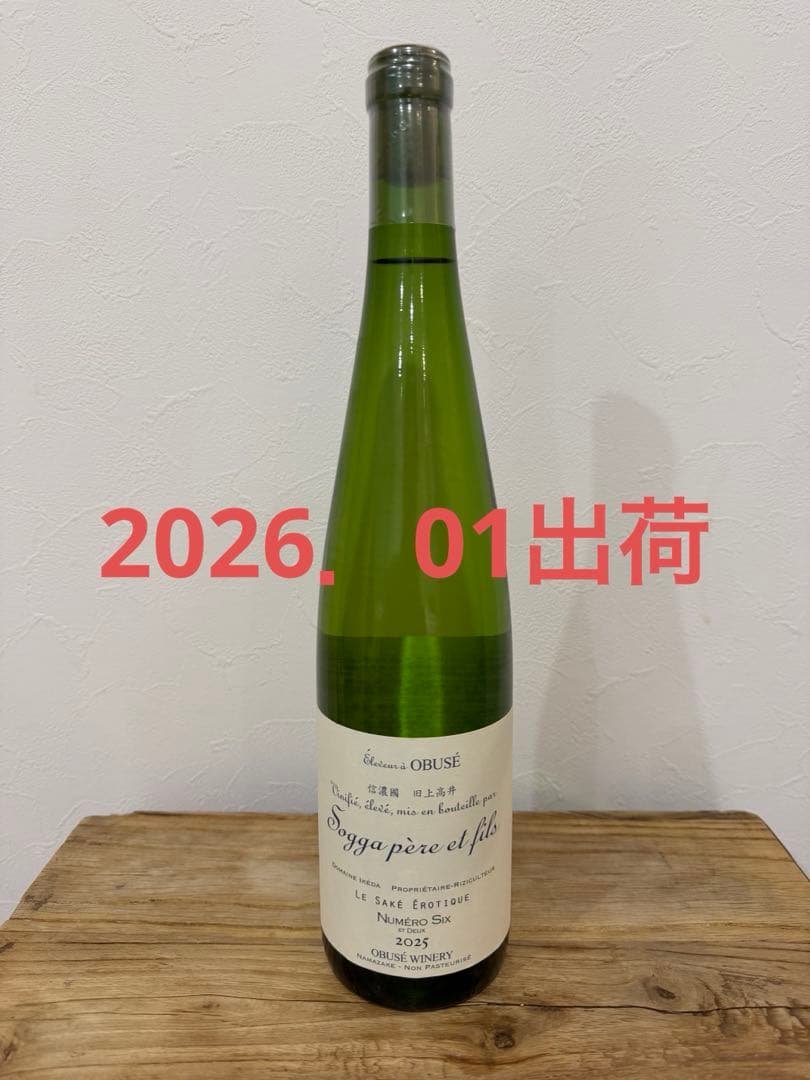 2026．01出荷
Éleveur à OBUSÉ
信濃國 旧上高井
Vinifié, élevé, mis en bouteille par
Sogga père et fils
DOMAINE IKÉDA PROPRIÉTAIRE-RIZICULTEUR
LE SAKÉ ÉROTIQUE
NUMÉRO SIX
ET DEUX
2025
OBUSÉ WINERY
NAMAZAKE - NON PASTEURISÉ